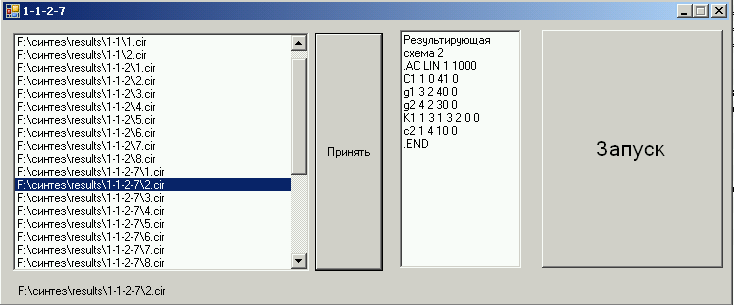 1-1-2-7
F:\синтез\results\1-1\1.cir
F:\синтез\results\1-1\2.cir
F:\синтез\results\1-1-2\1.cir
F:\синтез\results\1-1-2\2.cir
F:\синтез\results\1-1-2\3.cir
F:\синтез\results\1-1-2\4.cir
F:\синтез\results\1-1-2\5.cir
F:\синтез\results\1-1-2\6.cir
F:\синтез\results\1-1-2\7.cir
F:\синтез\results\1-1-2\8.cir
F:\синтез\results\1-1-2-7\1.cir
F:\синтез\results\1-1-2-7\2.cir
F:\синтез\results\1-1-2-7\3.cir
F:\синтез\results\1-1-2-7\4.cir
F:\синтез\results\1-1-2-7\5.cir
F:\синтез\results\1-1-2-7\6.cir
F:\синтез\results\1-1-2-7\7.cir
F:\синтез\results\1-1-2-7\8.cir
Принять
Результирующая
схема 2
.AC LIN 1 1000
C1 1 0 41 0
g1 3 2 40 0
g2 4 2 30 0
K1 1 3 1 3 2 0 0
c2 1 4 10 0
.END
Запуск
F:\синтез\results\1-1-2-7\2.cir